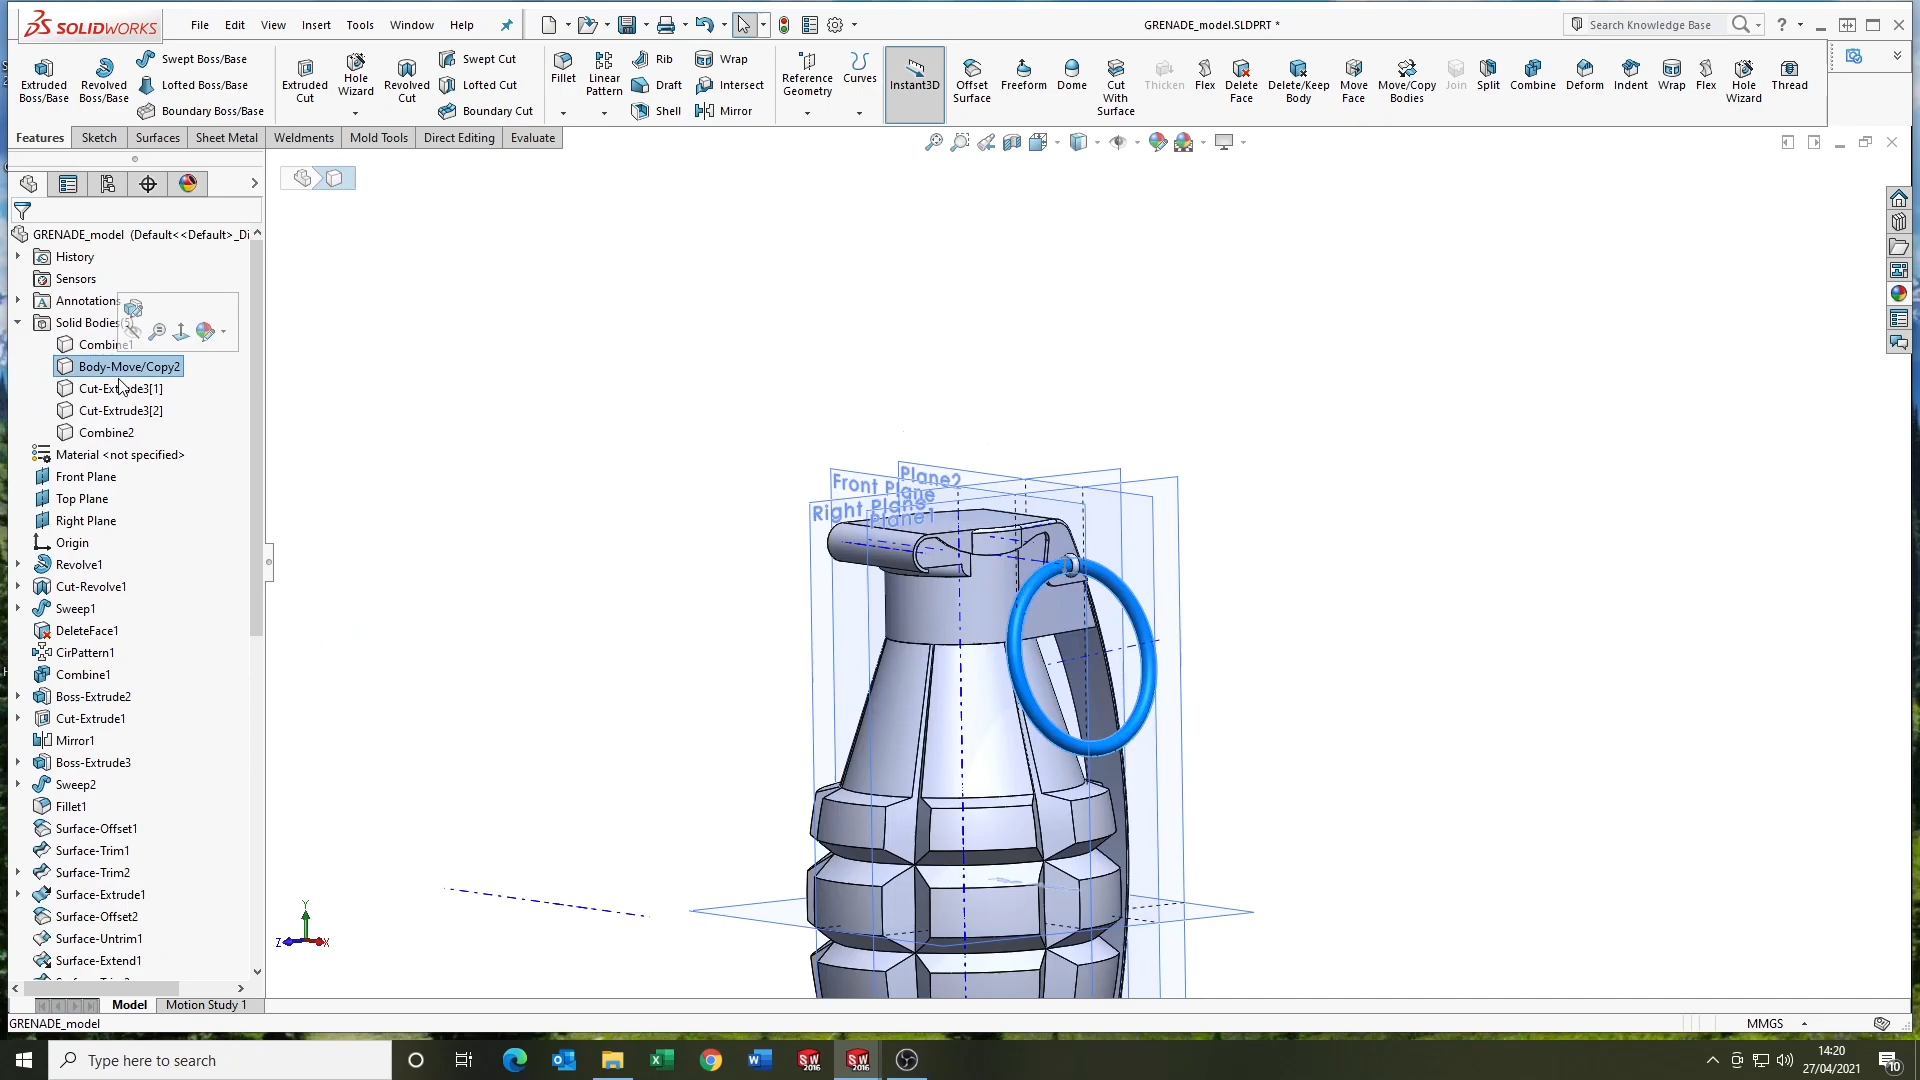 SOLIDWORKS
File Edit View Insert Tools Window Help
GRENADE_model.SLDPRT *
Search Knowledge Base
Extruded Boss/Base
Revolved Boss/Base
Swept Boss/Base
Lofted Boss/Base
Boundary Boss/Base
Extruded Cut
Hole Wizard
Revolved Cut
Swept Cut
Lofted Cut
Boundary Cut
Fillet
Linear Pattern
Rib
Draft
Shell
Wrap
Intersect
Mirror
Reference Geometry
Curves
Instant3D
Offset Surface
Freeform
Dome
Cut With Surface
Thicken
Flex
Delete Face
Delete/Keep Body
Move Face
Move/Copy Bodies
Join
Split
Combine
Deform
Indent
Wrap
Flex
Hole Wizard
Thread
Features Sketch Surfaces Sheet Metal Weldments Mold Tools Direct Editing Evaluate
GRENADE_model (Default<<Default>_Di
History
Sensors
Annotations
Solid Bodies(5)
Combine1
Body-Move/Copy2
Cut-Extrude3[1]
Cut-Extrude3[2]
Combine2
Material <not specified>
Front Plane
Top Plane
Right Plane
Origin
Revolve1
Cut-Revolve1
Sweep1
DeleteFace1
CirPattern1
Combine1
Boss-Extrude2
Cut-Extrude1
Mirror1
Boss-Extrude3
Sweep2
Fillet1
Surface-Offset1
Surface-Trim1
Surface-Trim2
Surface-Extrude1
Surface-Offset2
Surface-Untrim1
Surface-Extend1
Plane2
Front Plane
Right Plane
Plane1
Y
Z X
Model Motion Study 1
GRENADE_model
MMGS
Type here to search
SW 2016
SW 2016
14:20
27/04/2021
10